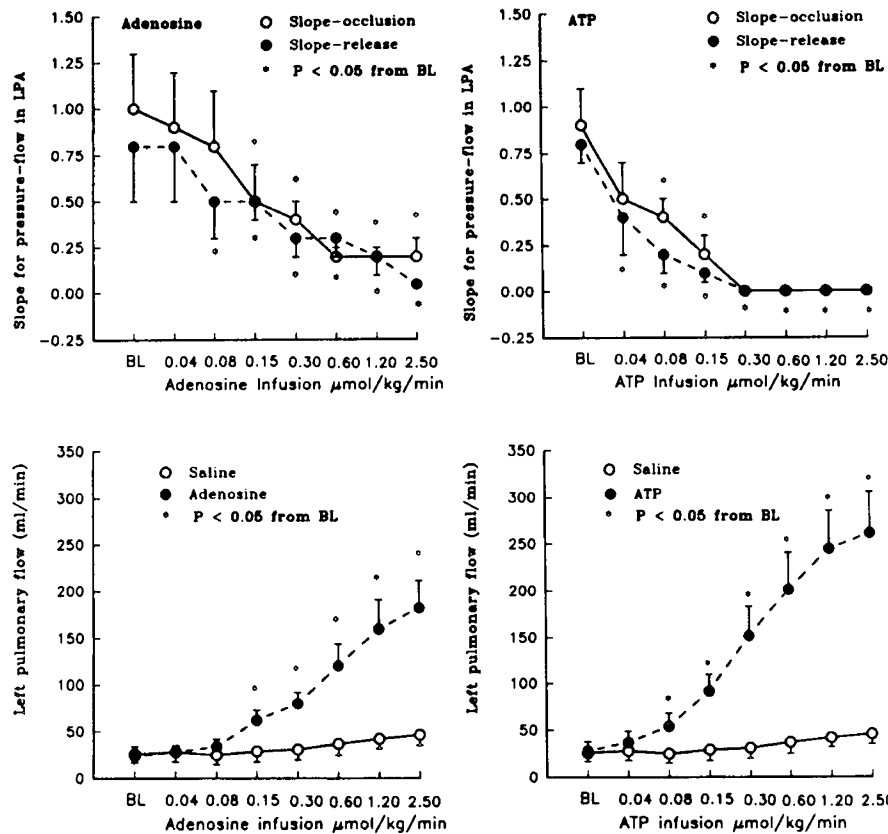 Adenosine
Slope-occlusion
Slope-release
* P < 0.05 from BL
Slope for pressure-flow in LPA
1.50
1.25
1.00
0.75
0.50
0.25
0.00
-0.25
BL 0.04 0.08 0.15 0.30 0.60 1.20 2.50
Adenosine Infusion μmol/kg/min
ATP
Slope-occlusion
Slope-release
* P < 0.05 from BL
Slope for pressure-flow in LPA
1.50
1.25
1.00
0.75
0.50
0.25
0.00
-0.25
BL 0.04 0.08 0.15 0.30 0.60 1.20 2.50
ATP Infusion μmol/kg/min
Saline
Adenosine
* P < 0.05 from BL
Left pulmonary flow (ml/min)
350
300
250
200
150
100
50
0
BL 0.04 0.08 0.15 0.30 0.60 1.20 2.50
Adenosine infusion μmol/kg/min
Saline
ATP
* P < 0.05 from BL
Left pulmonary flow (ml/min)
350
300
250
200
150
100
50
0
BL 0.04 0.08 0.15 0.30 0.60 1.20 2.50
ATP infusion μmol/kg/min